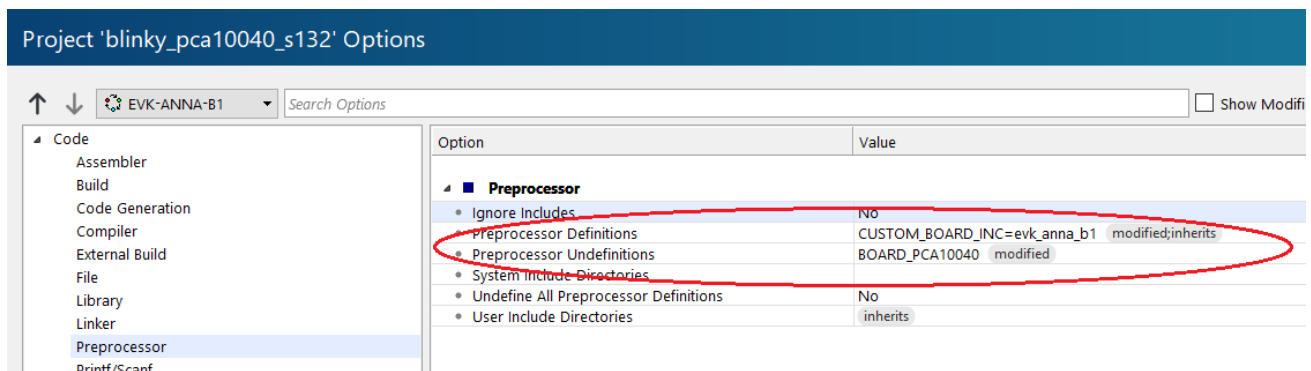 Project 'blinky_pca10040_s132' Options
EVK-ANNA-B1
Search Options
Show Modifi
Code
Assembler
Build
Code Generation
Compiler
External Build
File
Library
Linker
Preprocessor
Printf/Scanf
Option Value
Preprocessor
Ignore Includes No
Preprocessor Definitions CUSTOM_BOARD_INC=evk_anna_b1 modified;inherits
Preprocessor Undefinitions BOARD_PCA10040 modified
System Include Directories
Undefine All Preprocessor Definitions No
User Include Directories inherits